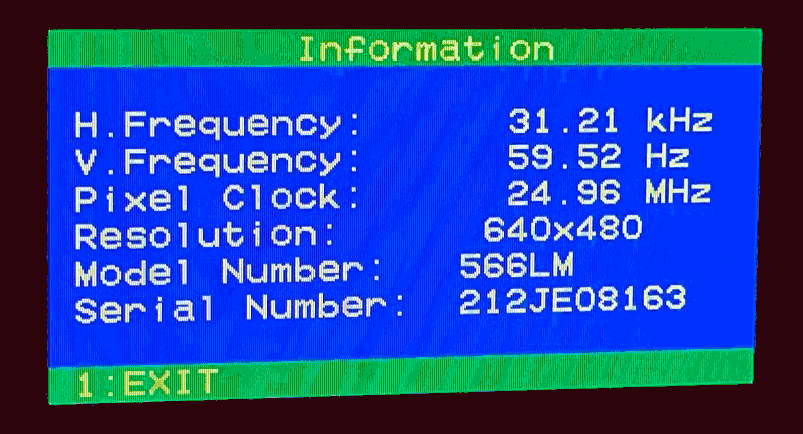 Information
H.Frequency: 31.21 kHz
V.Frequency: 59.52 Hz
Pixel Clock: 24.96 MHz
Resolution: 640x480
Model Number: 566LM
Serial Number: 212JE08163
1:EXIT